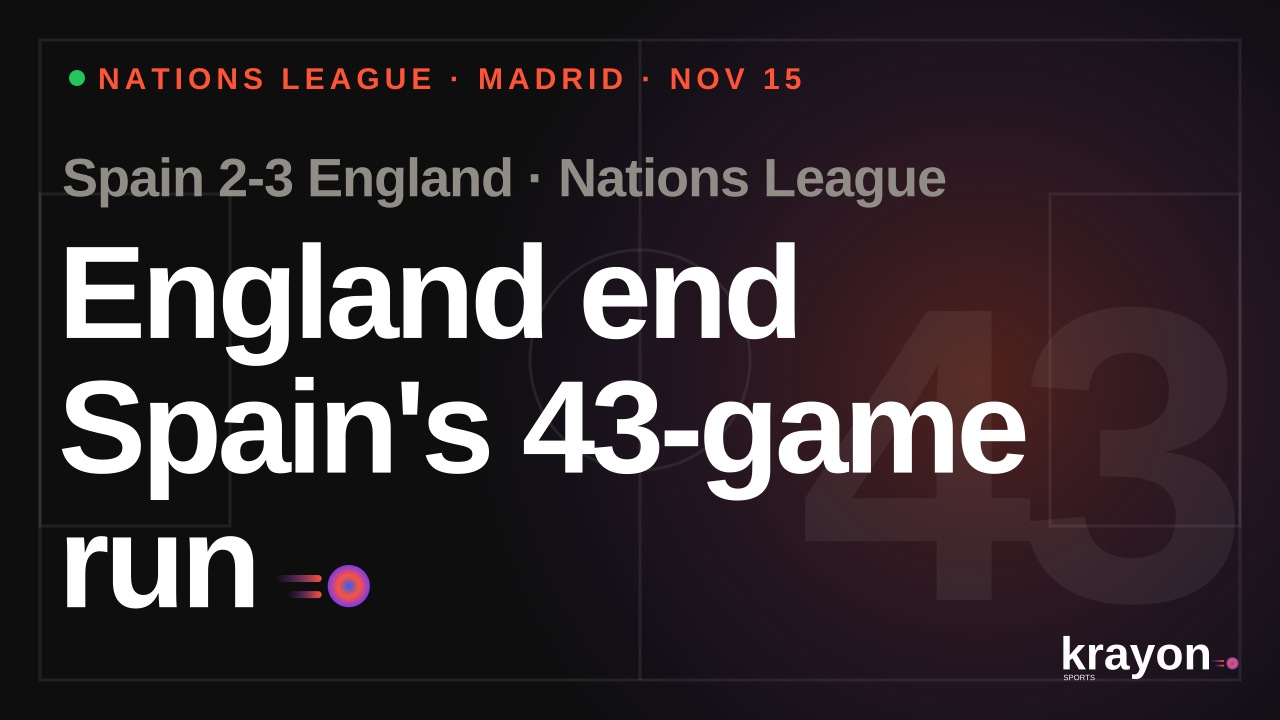 NATIONS LEAGUE · MADRID · NOV 15
Spain 2-3 England · Nations League
England end
Spain's 43-game
run
43
krayon
SPORTS